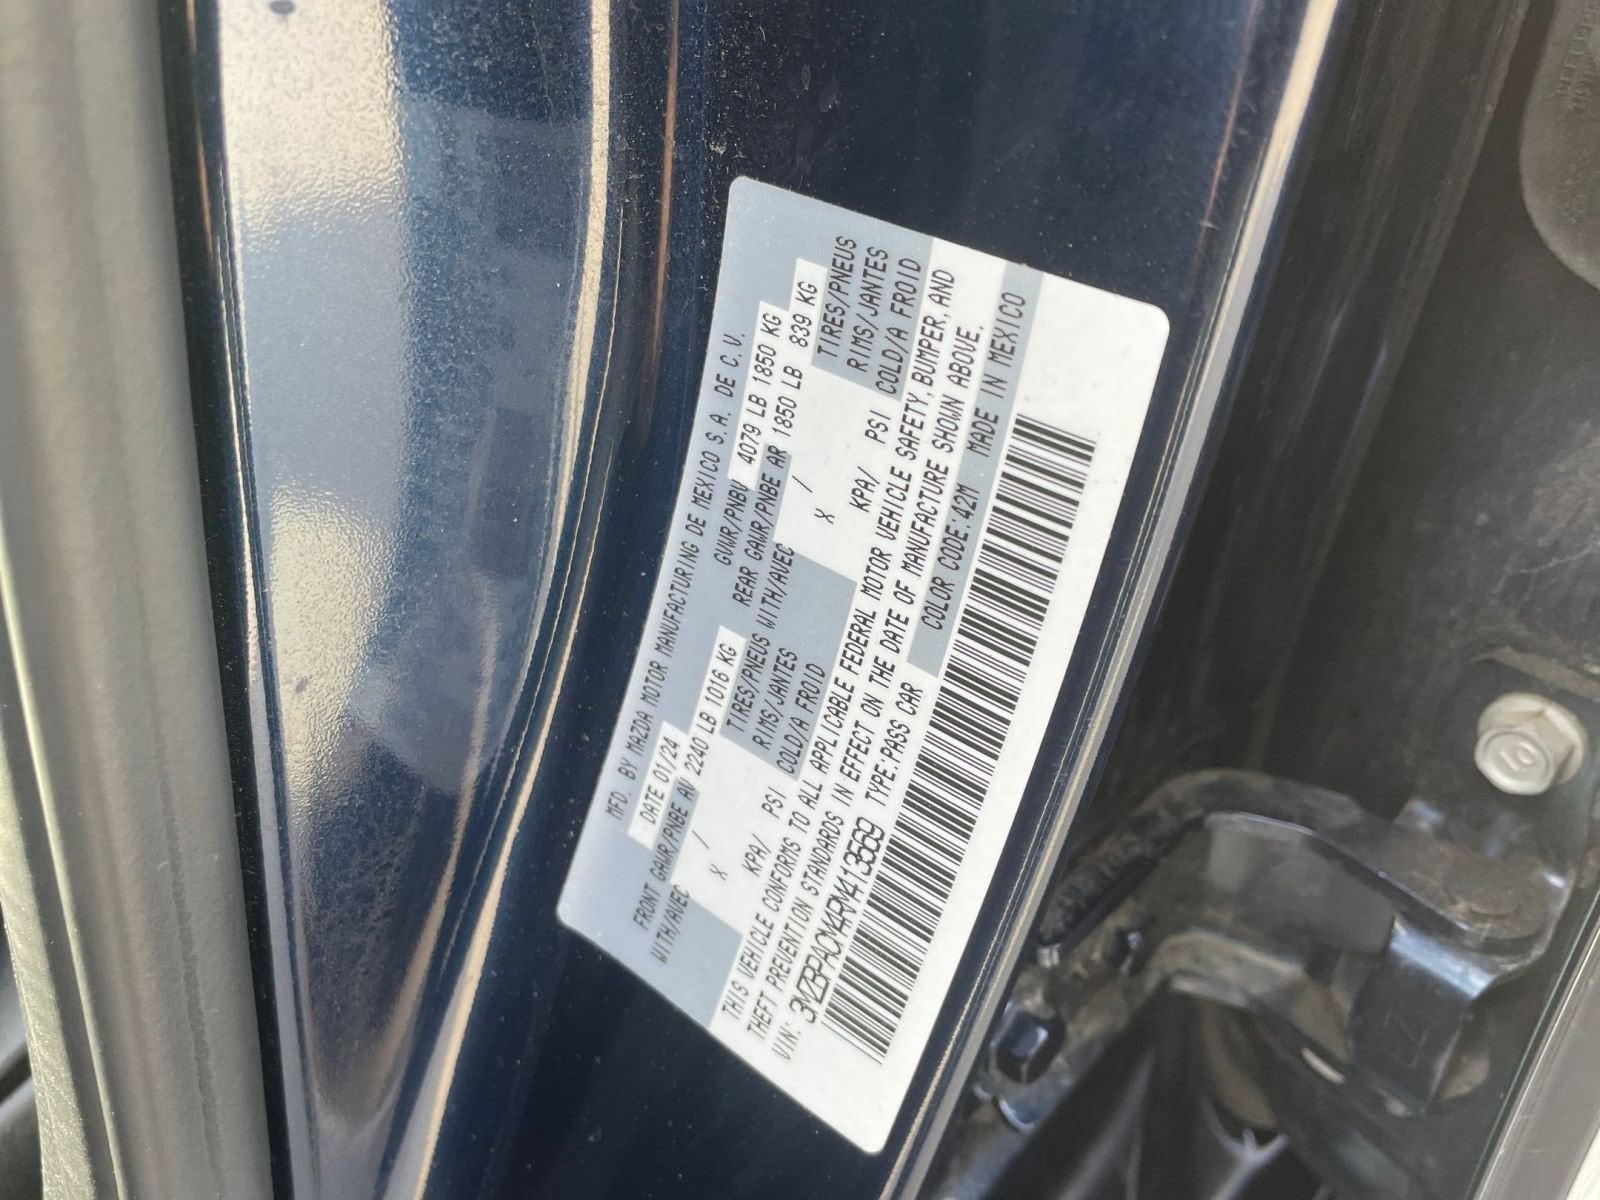 MFD. BY MAZDA MOTOR MANUFACTURING DE MEXICO S.A. DE C.V.
DATE 01/24 GVWR/PNBV 4079 LB 1850 KG
FRONT GAWR/PNBE AV 2240 LB 1016 KG REAR GAWR/PNBE AR 1850 LB 839 KG
WITH/AVEC / TIRES/PNEUS WITH/AVEC / TIRES/PNEUS
X RIMS/JANTES X RIMS/JANTES
KPA/ PSI COLD/A FROID KPA/ PSI COLD/A FROID
THIS VEHICLE CONFORMS TO ALL APPLICABLE FEDERAL MOTOR VEHICLE SAFETY, BUMPER, AND
THEFT PREVENTION STANDARDS IN EFFECT ON THE DATE OF MANUFACTURE SHOWN ABOVE.
VIN: 3MZBPACM4RM413569 TYPE:PASS CAR COLOR CODE:42M MADE IN MEXICO
10